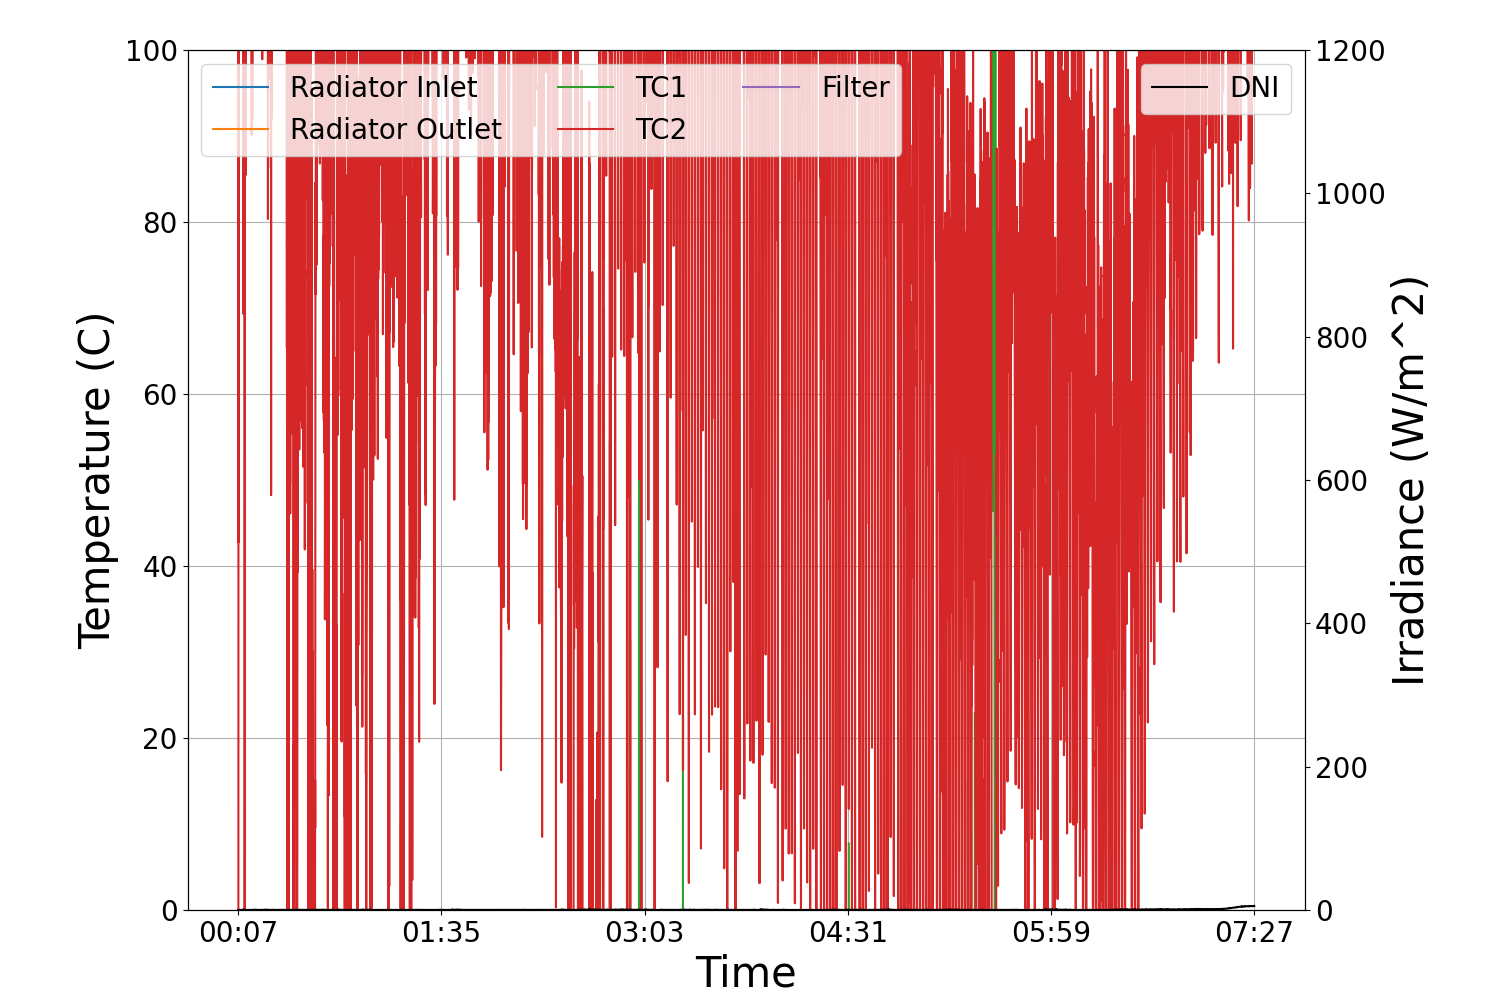 100
80
60
40
20
0
Temperature (C)
Radiator Inlet
Radiator Outlet
TC1
TC2
Filter
DNI
1200
1000
800
600
400
200
0
Irradiance (W/m^2)
00:07 01:35 03:03 04:31 05:59 07:27
Time